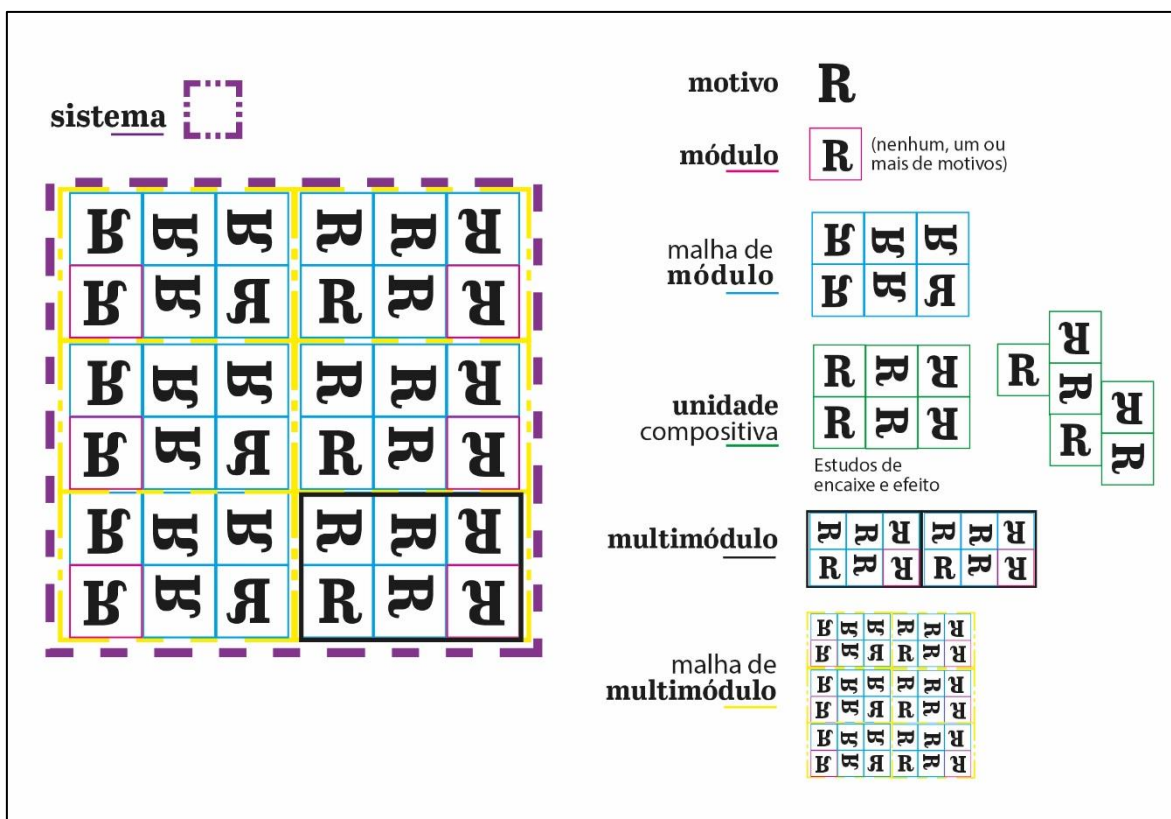 sistema
motivo
R
módulo
R
(nenhum, um ou
mais de motivos)
malha de
módulo
unidade
compositiva
Estudos de
encaixe e efeito
multimódulo
malha de
multimódulo